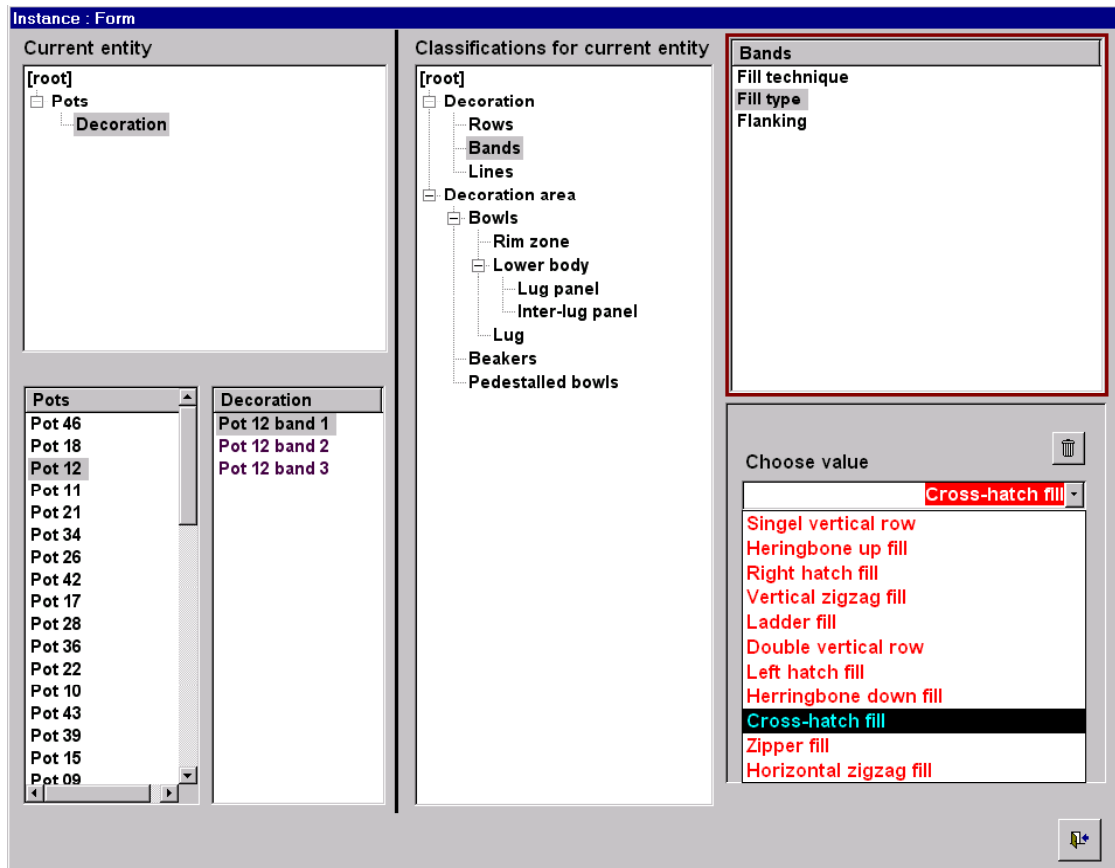 Instance : Form
Current entity
[root]
Pots
Decoration
Pots
Pot 46
Pot 18
Pot 12
Pot 11
Pot 21
Pot 34
Pot 26
Pot 42
Pot 17
Pot 28
Pot 36
Pot 22
Pot 10
Pot 43
Pot 39
Pot 15
Pot 09
Decoration
Pot 12 band 1
Pot 12 band 2
Pot 12 band 3
Classifications for current entity
[root]
Decoration
Rows
Bands
Lines
Decoration area
Bowls
Rim zone
Lower body
Lug panel
Inter-lug panel
Lug
Beakers
Pedestalled bowls
Bands
Fill technique
Fill type
Flanking
Choose value
Cross-hatch fill
Singel vertical row
Heringbone up fill
Right hatch fill
Vertical zigzag fill
Ladder fill
Double vertical row
Left hatch fill
Herringbone down fill
Cross-hatch fill
Zipper fill
Horizontal zigzag fill